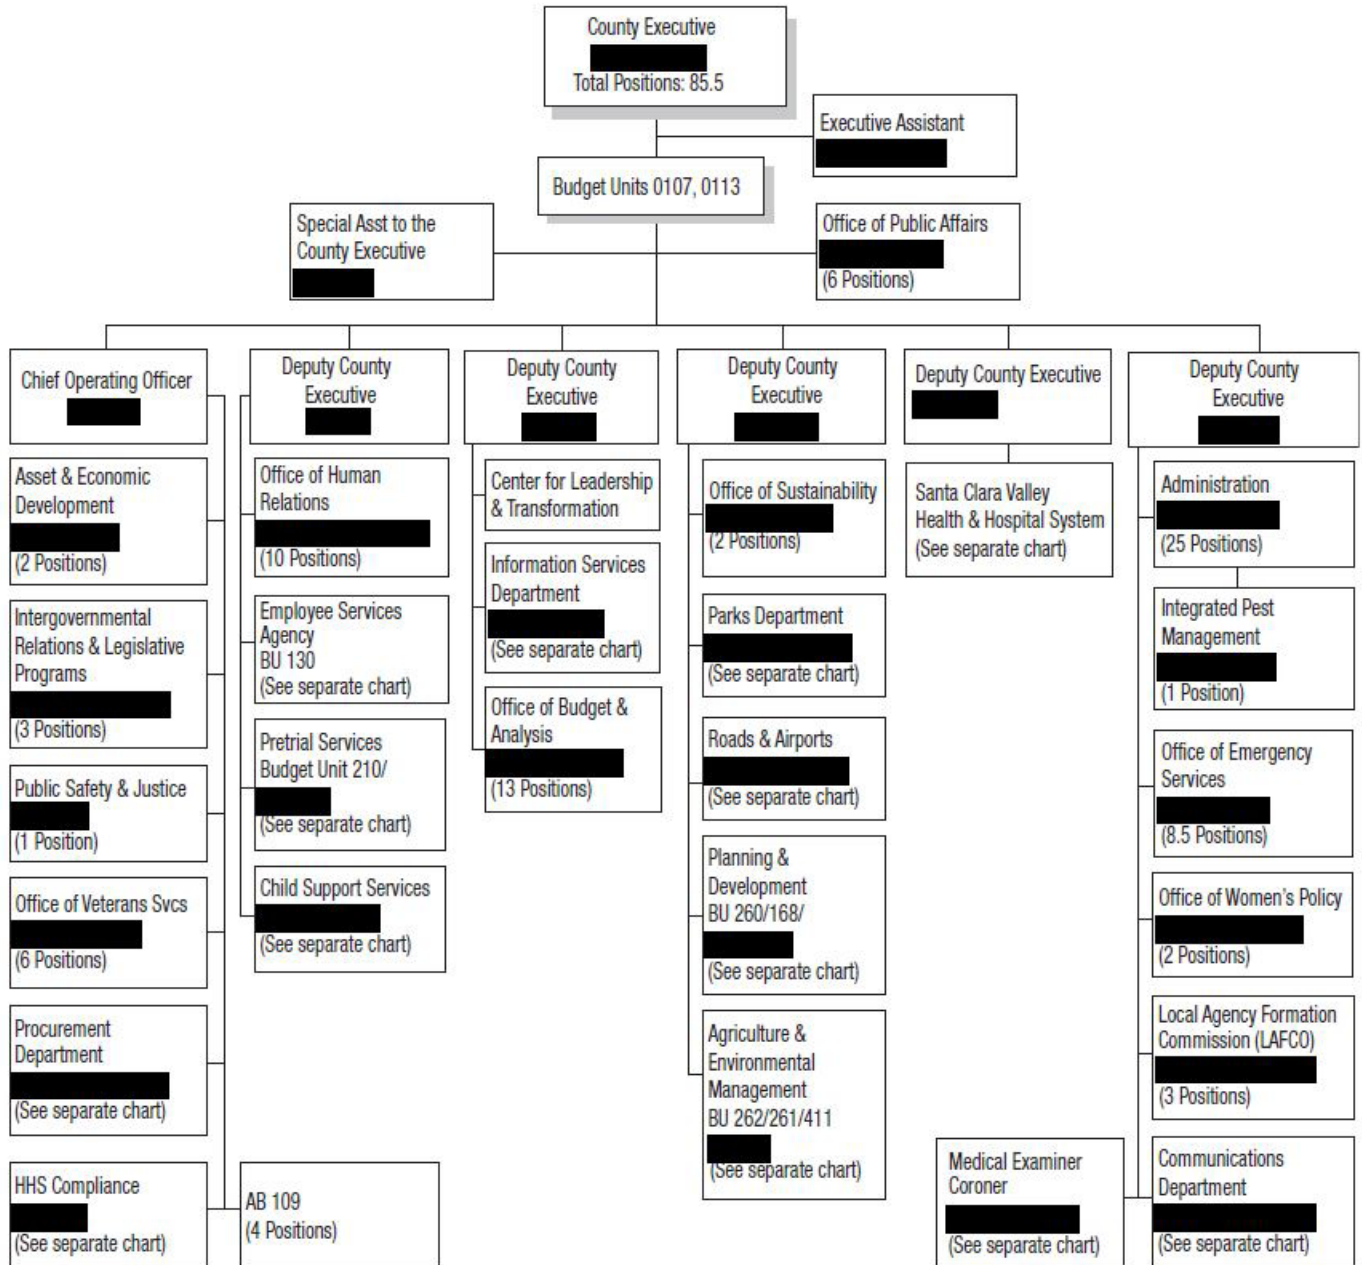 County Executive
Total Positions: 85.5
Executive Assistant
Budget Units 0107, 0113
Special Asst to the
County Executive
Office of Public Affairs
(6 Positions)
Chief Operating Officer
Asset & Economic
Development
(2 Positions)
Intergovernmental
Relations & Legislative
Programs
(3 Positions)
Public Safety & Justice
(1 Position)
Office of Veterans Svcs
(6 Positions)
Procurement
Department
(See separate chart)
HHS Compliance
(See separate chart)
AB 109
(4 Positions)
Deputy County
Executive
Office of Human
Relations
(10 Positions)
Employee Services
Agency
BU 130
(See separate chart)
Pretrial Services
Budget Unit 210/
(See separate chart)
Child Support Services
(See separate chart)
Deputy County
Executive
Center for Leadership
& Transformation
Information Services
Department
(See separate chart)
Office of Budget &
Analysis
(13 Positions)
Deputy County
Executive
Office of Sustainability
(2 Positions)
Parks Department
(See separate chart)
Roads & Airports
(See separate chart)
Planning &
Development
BU 260/168/
(See separate chart)
Agriculture &
Environmental
Management
BU 262/261/411
(See separate chart)
Deputy County Executive
Santa Clara Valley
Health & Hospital System
(See separate chart)
Deputy County
Executive
Administration
(25 Positions)
Integrated Pest
Management
(1 Position)
Office of Emergency
Services
(8.5 Positions)
Office of Women's Policy
(2 Positions)
Local Agency Formation
Commission (LAFCO)
(3 Positions)
Medical Examiner
Coroner
(See separate chart)
Communications
Department
(See separate chart)